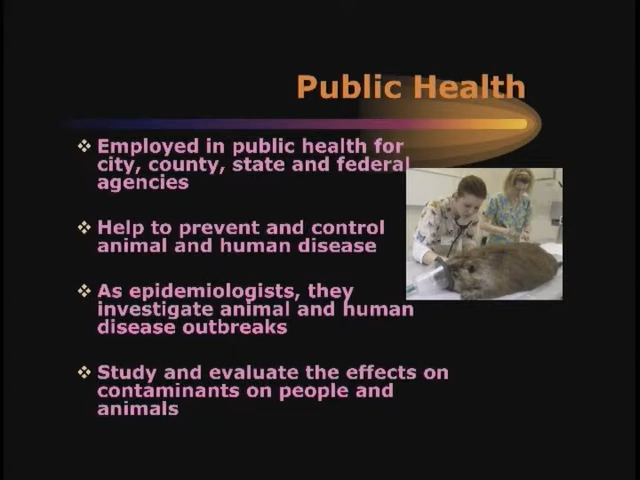 Public Health
❖ Employed in public health for
city, county, state and federal
agencies
❖ Help to prevent and control
animal and human disease
❖ As epidemiologists, they
investigate animal and human
disease outbreaks
❖ Study and evaluate the effects on
contaminants on people and
animals